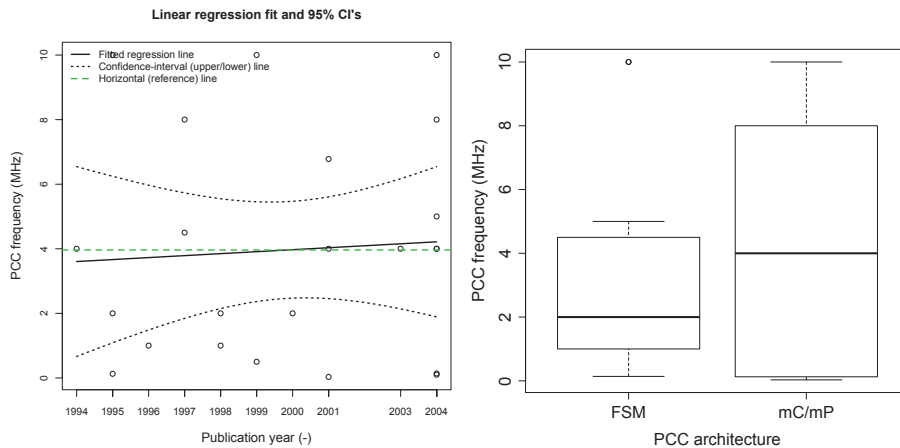 Linear regression fit and 95% CI's
Fitted regression line
Confidence-interval (upper/lower) line
Horizontal (reference) line
PCC frequency (MHz)
10
8
6
4
2
0
1994 1995 1996 1997 1998 1999 2000 2001 2003 2004
Publication year (-)
PCC frequency (MHz)
10
8
6
4
2
0
FSM mC/mP
PCC architecture